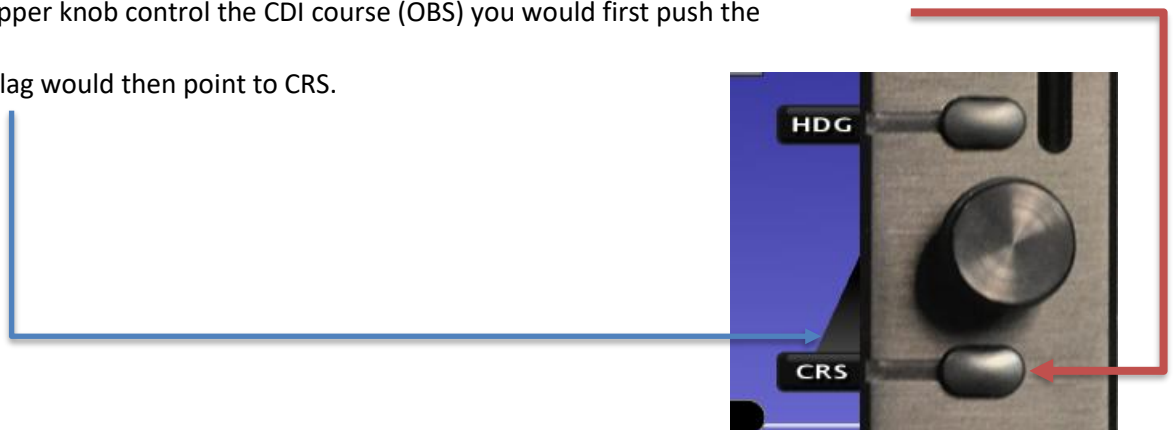 pper knob control the CDI course (OBS) you would first push the
lag would then point to CRS.
HDG
CRS